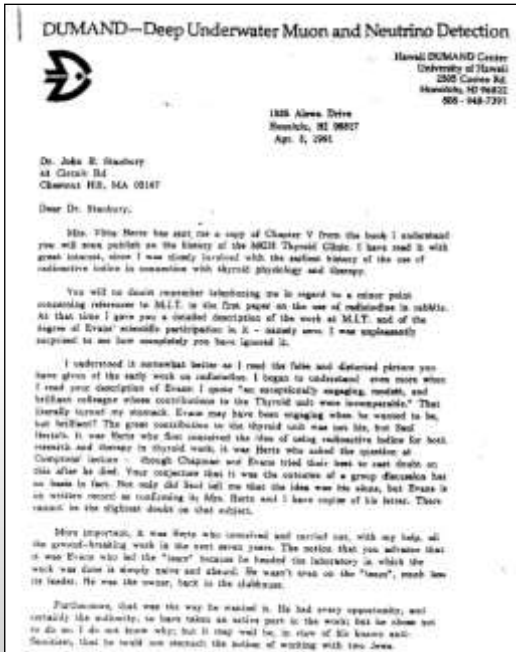 DUMAND—Deep Underwater Muon and Neutrino Detection
Hawaii DUMAND Center
University of Hawaii
2505 Correa Rd.
Honolulu, HI 96822
808 - 948-7391
Drive
Honolulu, HI 96817
Apr. 1991
Dr. John B. Stanbury
Circuit Rd
Chestnut Hill, MA 02167
Dear Dr. Stanbury,
Mrs. Hertz has sent me a copy of Chapter V from the book I understand
you will soon publish on the history of the MGH Thyroid Clinic. I have read it with
great interest, since I was closely involved with the earliest history of the use of
radioactive iodine in connection with thyroid physiology and therapy.
You will no doubt remember telephoning me in regard to a minor point
concerning references to M.I.T. in the first paper on the use of radioiodine in rabbits.
At that time I gave you a detailed description of the work at M.I.T. and of the
degree of Evans' scientific participation in it - namely zero. I was unpleasantly
surprised to see how completely you have ignored it.
I understood it somewhat better as I read the false and distorted picture you
have given of the early work on radioiodine. I began to understand even more when
I read your description of Evans: I quote "an exceptionally engaging, modest, and
brilliant colleague whose contributions to the Thyroid unit were incomparable." That
literally turned my stomach. Evans may have been engaging when he wanted to be,
but brilliant? The great contribution to the thyroid unit was not his, but Saul
Hertz's. It was Hertz who first conceived the idea of using radioactive iodine for both
research and therapy in thyroid work; it was Hertz who asked the question at
Comptons' lecture - though Chapman and Evans tried their best to cast doubt on
this after he died. Your conjecture that it was the outcome of a group discussion has
no basis in fact. Not only did Saul tell me that the idea was his alone, but Evans is
on written record as confirming it; Mrs. Hertz and I have copies of his letter. There
cannot be the slightest doubt on that subject.
More important, it was Hertz who conceived and carried out, with my help, all
the ground-breaking work in the next seven years. The notion that you advance that
it was Evans who led the "team" because he headed the laboratory in which the
work was done is simply naive and absurd. He wasn't even on the "team", much less
its leader. He was the owner, back in the clubhouse.
Furthermore, that was the way he wanted it. He had every opportunity, and
certainly the authority, to have taken an active part in the work; but he chose not
to do so. I do not know why; but it may well be, in view of his known anti-
Semitism, that he could not stomach the notion of working with two Jews.